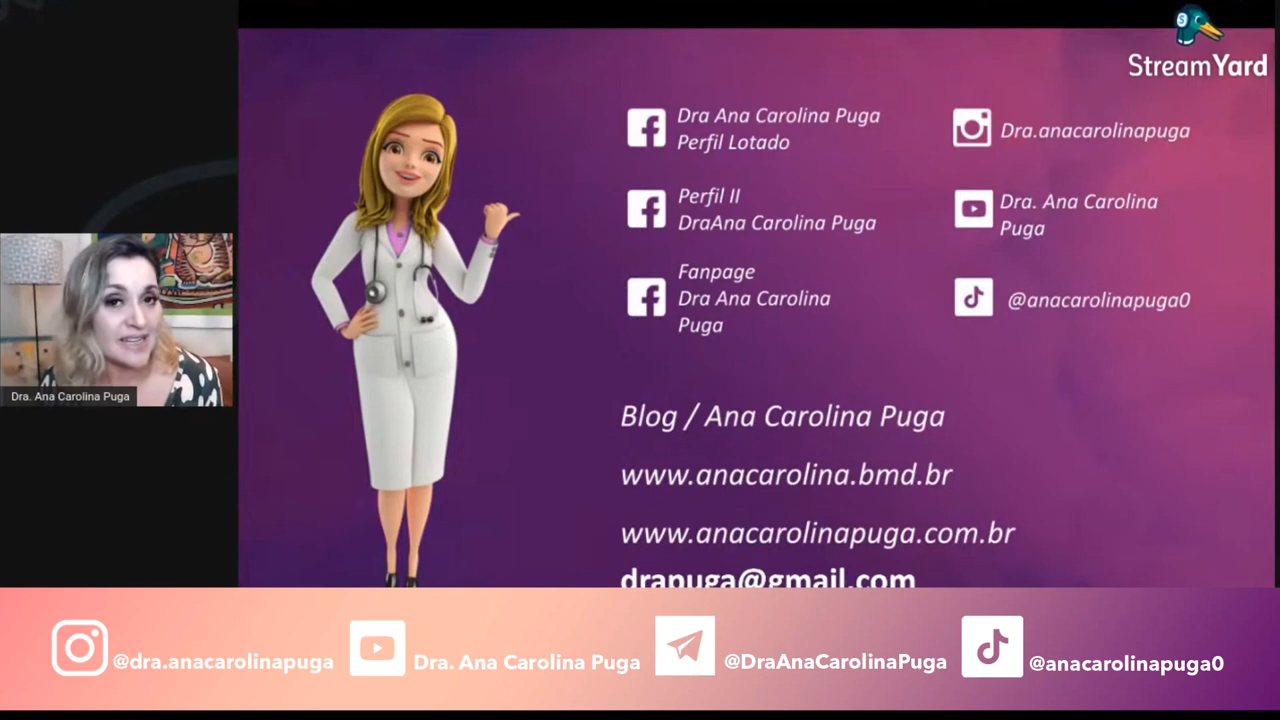 StreamYard
Dra Ana Carolina Puga
Perfil Lotado
Dra.anacarolinapuga
Perfil II
DraAna Carolina Puga
Dra. Ana Carolina
Puga
Fanpage
Dra Ana Carolina
Puga
@anacarolinapuga0
Dra. Ana Carolina Puga
Blog / Ana Carolina Puga
www.anacarolina.bmd.br
www.anacarolinapuga.com.br
drapuga@gmail.com
@dra.anacarolinapuga
Dra. Ana Carolina Puga
@DraAnaCarolinaPuga
@anacarolinapuga0